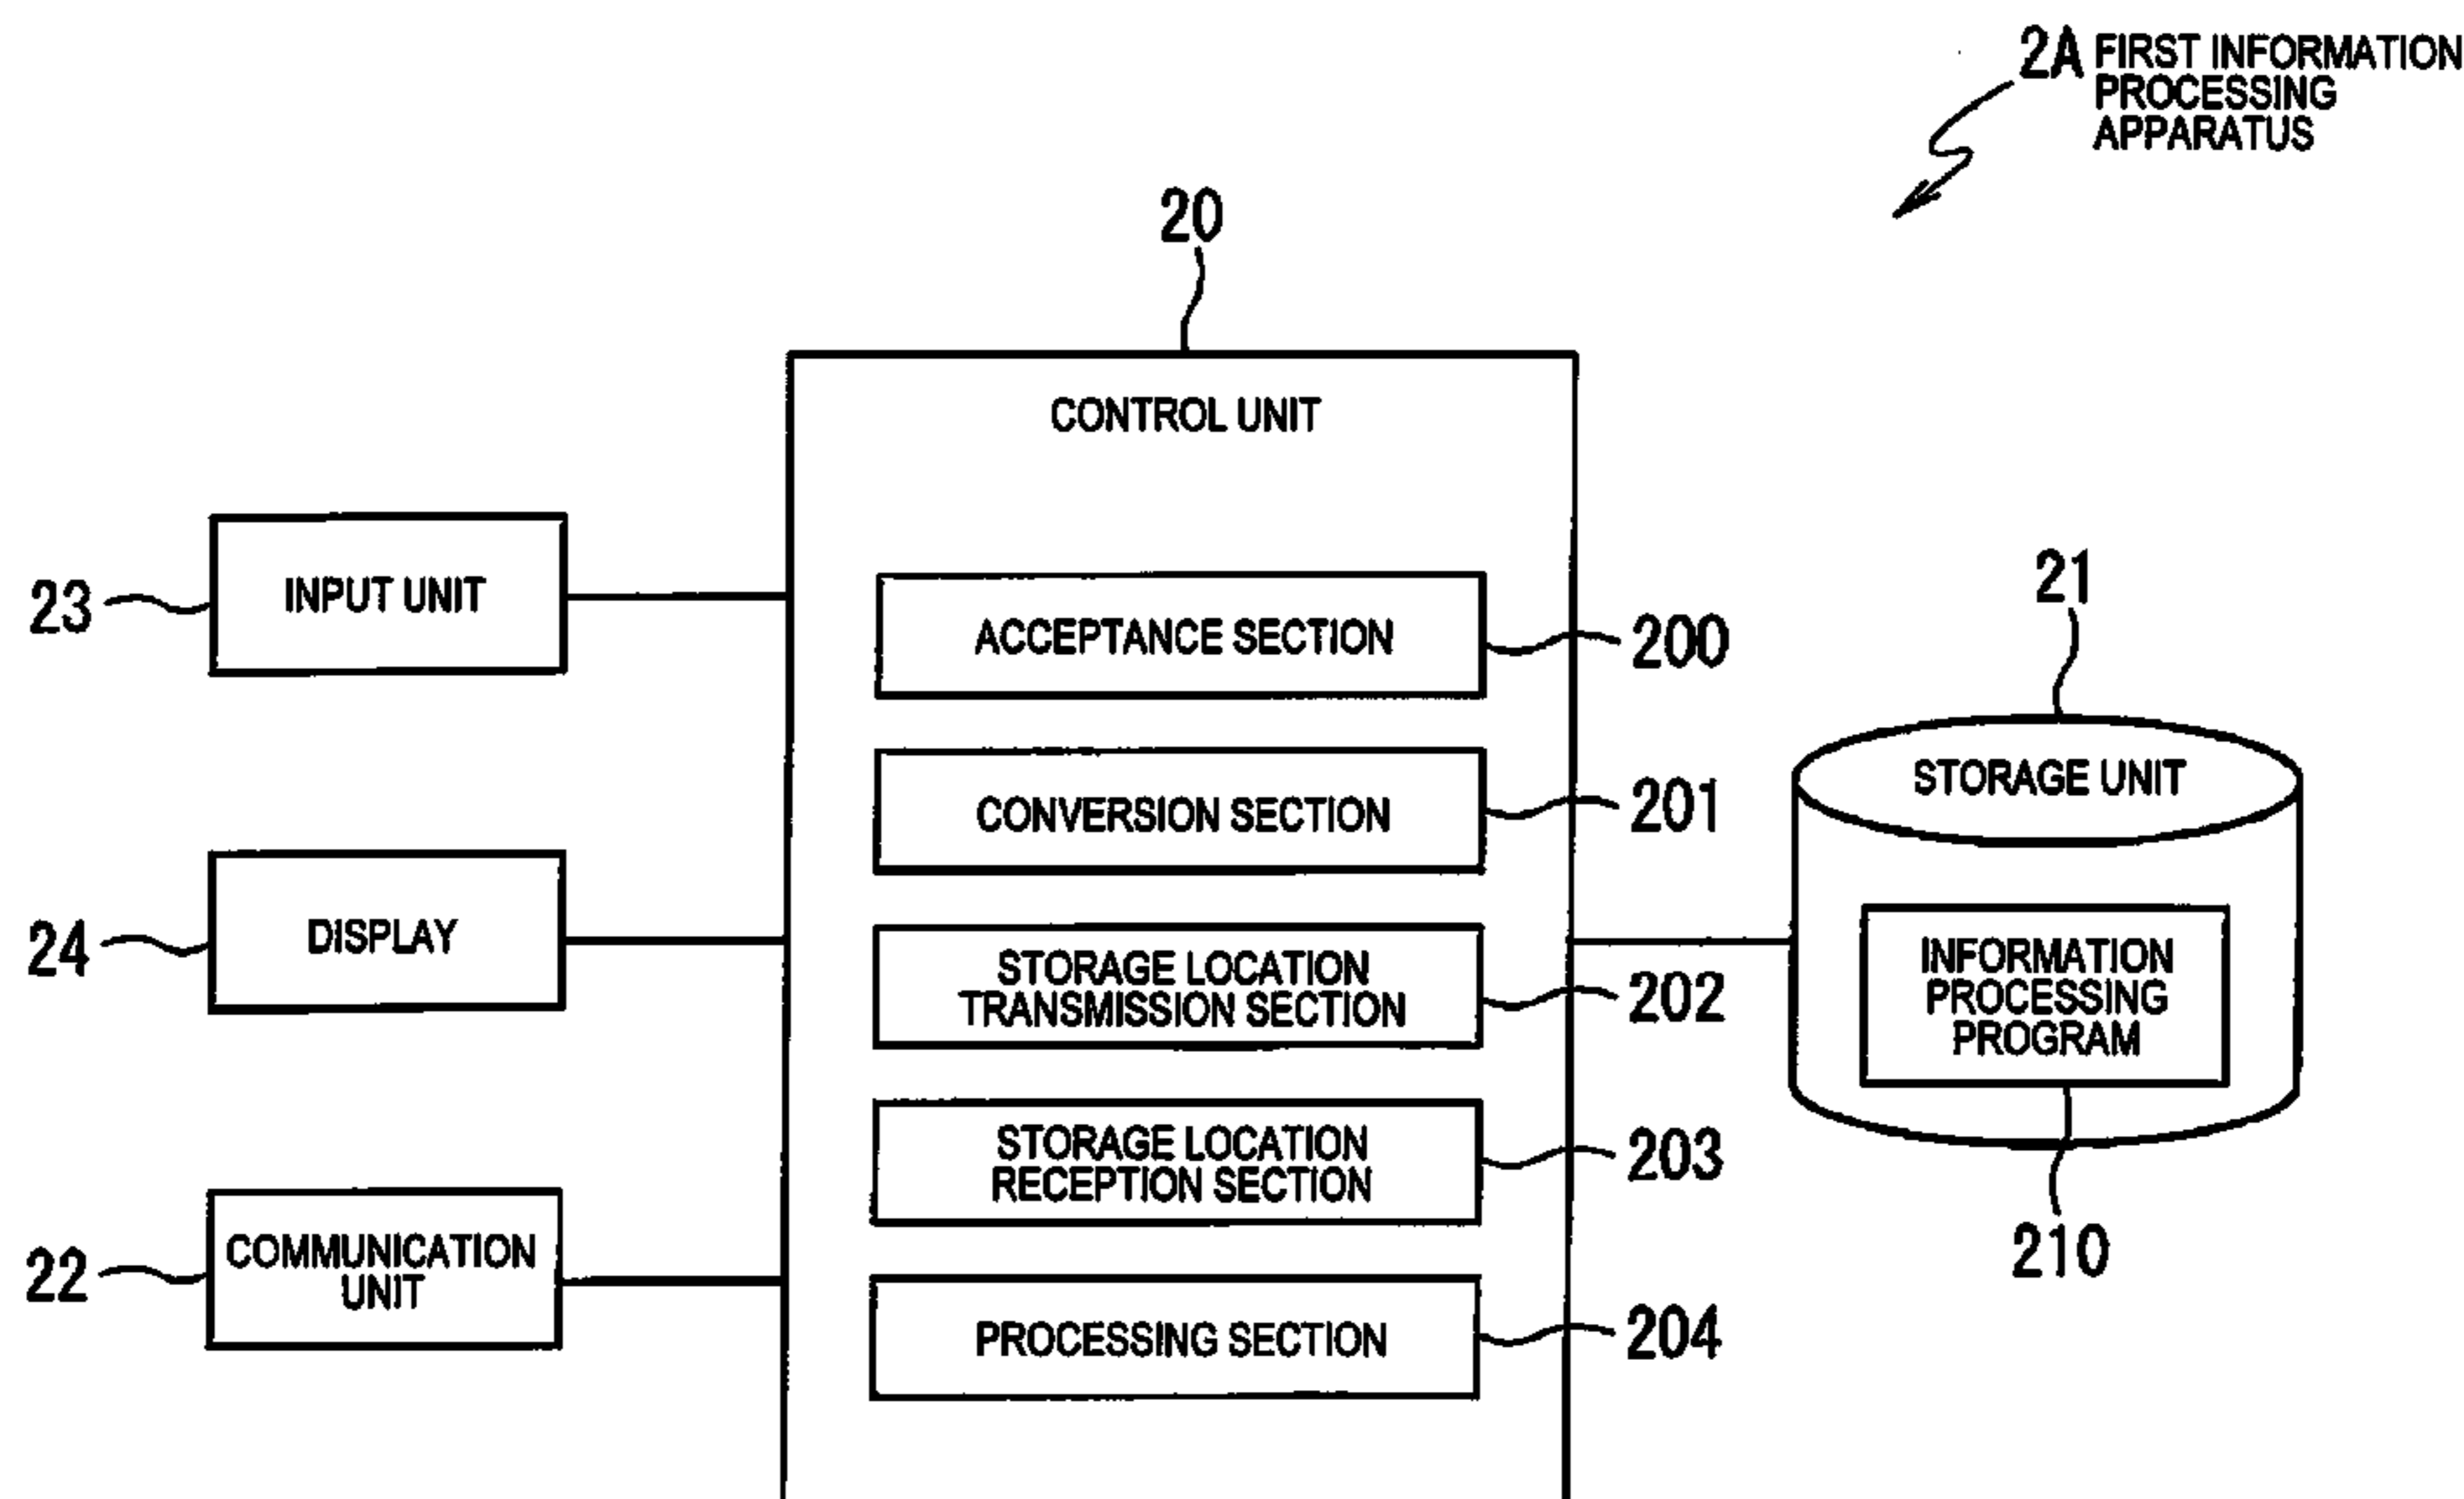 2A FIRST INFORMATION
PROCESSING
APPARATUS
20
CONTROL UNIT
23
INPUT UNIT
24
DISPLAY
22
COMMUNICATION
UNIT
ACCEPTANCE SECTION
200
CONVERSION SECTION
201
STORAGE LOCATION
TRANSMISSION SECTION
202
STORAGE LOCATION
RECEPTION SECTION
203
PROCESSING SECTION
204
21
STORAGE UNIT
INFORMATION
PROCESSING
PROGRAM
210